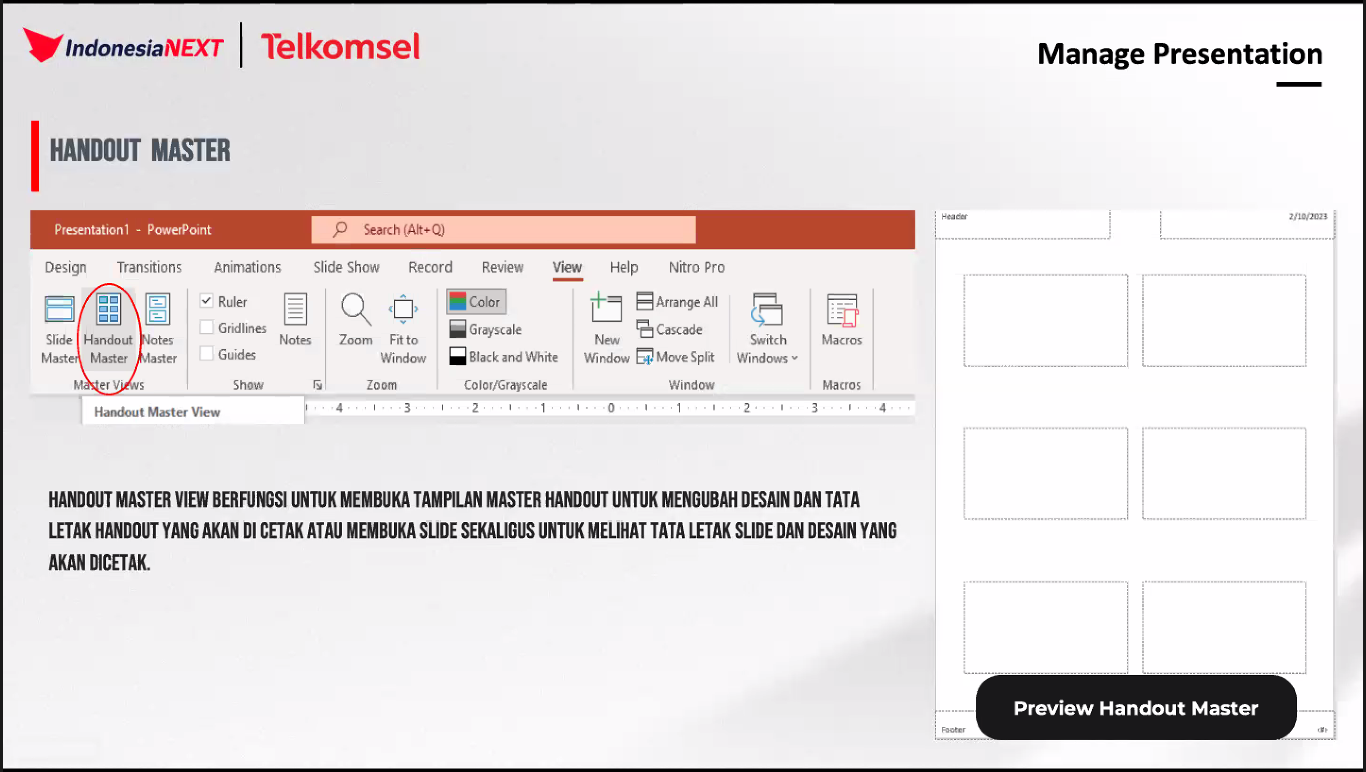 IndonesiaNEXT
Telkomsel
Manage Presentation
HANDOUT MASTER
Presentation1 - PowerPoint
Search (Alt+Q)
Design Transitions Animations Slide Show Record Review View Help Nitro Pro
Slide Master
Handout Master
Notes Master
Master Views
Ruler
Gridlines
Guides
Notes
Show
Zoom
Fit to Window
Zoom
Color
Grayscale
Black and White
Color/Grayscale
New Window
Arrange All
Cascade
Move Split
Switch Windows
Window
Macros
Macros
Handout Master View
4 3 2 1 0 1 2 3 4
HANDOUT MASTER VIEW BERFUNGSI UNTUK MEMBUKA TAMPILAN MASTER HANDOUT UNTUK MENGUBAH DESAIN DAN TATA
LETAK HANDOUT YANG AKAN DI CETAK ATAU MEMBUKA SLIDE SEKALIGUS UNTUK MELIHAT TATA LETAK SLIDE DAN DESAIN YANG
AKAN DICETAK.
Header
2/10/2023
Preview Handout Master
Footer
‹#›